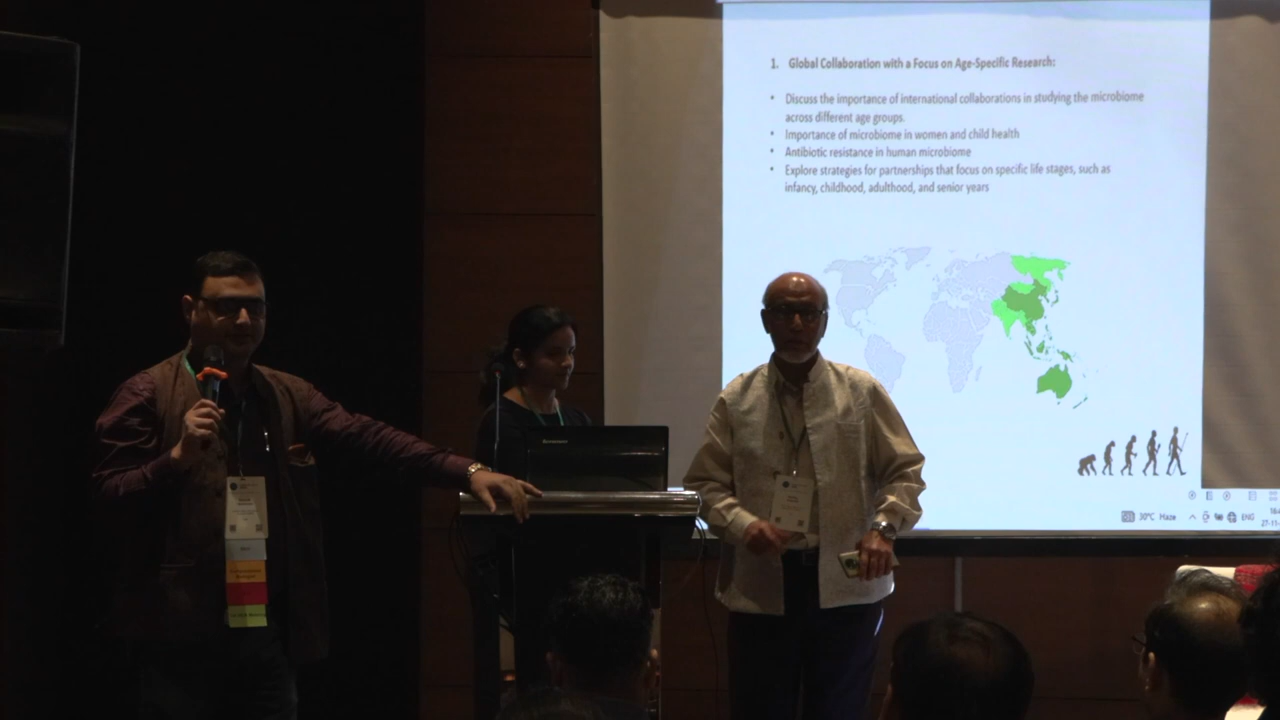 1. Global Collaboration with a Focus on Age-Specific Research:
• Discuss the importance of international collaborations in studying the microbiome
across different age groups.
• Importance of microbiome in women and child health
• Antibiotic resistance in human microbiome
• Explore strategies for partnerships that focus on specific life stages, such as
infancy, childhood, adulthood, and senior years
30°C Haze
ENG
27-11
lenovo